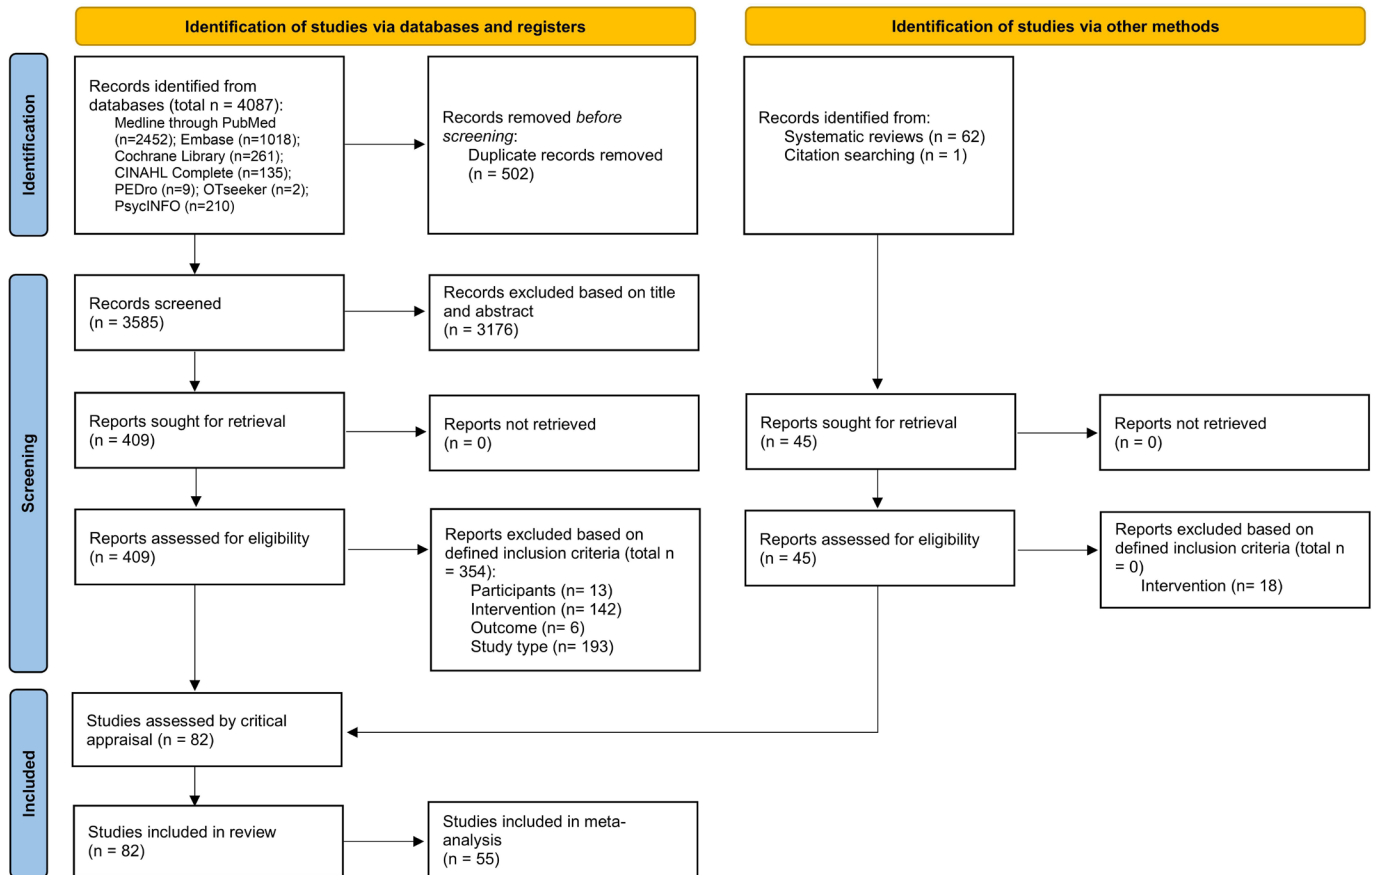 Identification of studies via databases and registers
Identification of studies via other methods
Identification
Records identified from
databases (total n = 4087):
Medline through PubMed
(n=2452); Embase (n=1018);
Cochrane Library (n=261);
CINAHL Complete (n=135);
PEDro (n=9); OTseeker (n=2);
PsycINFO (n=210)
Records removed before
screening:
Duplicate records removed
(n = 502)
Records identified from:
Systematic reviews (n = 62)
Citation searching (n = 1)
Screening
Records screened
(n = 3585)
Records excluded based on title
and abstract
(n = 3176)
Reports sought for retrieval
(n = 409)
Reports not retrieved
(n = 0)
Reports sought for retrieval
(n = 45)
Reports not retrieved
(n = 0)
Reports assessed for eligibility
(n = 409)
Reports excluded based on
defined inclusion criteria (total n
= 354):
Participants (n= 13)
Intervention (n= 142)
Outcome (n= 6)
Study type (n= 193)
Reports assessed for eligibility
(n = 45)
Reports excluded based on
defined inclusion criteria (total n
= 0)
Intervention (n= 18)
Included
Studies assessed by critical
appraisal (n = 82)
Studies included in review
(n = 82)
Studies included in meta-
analysis
(n = 55)